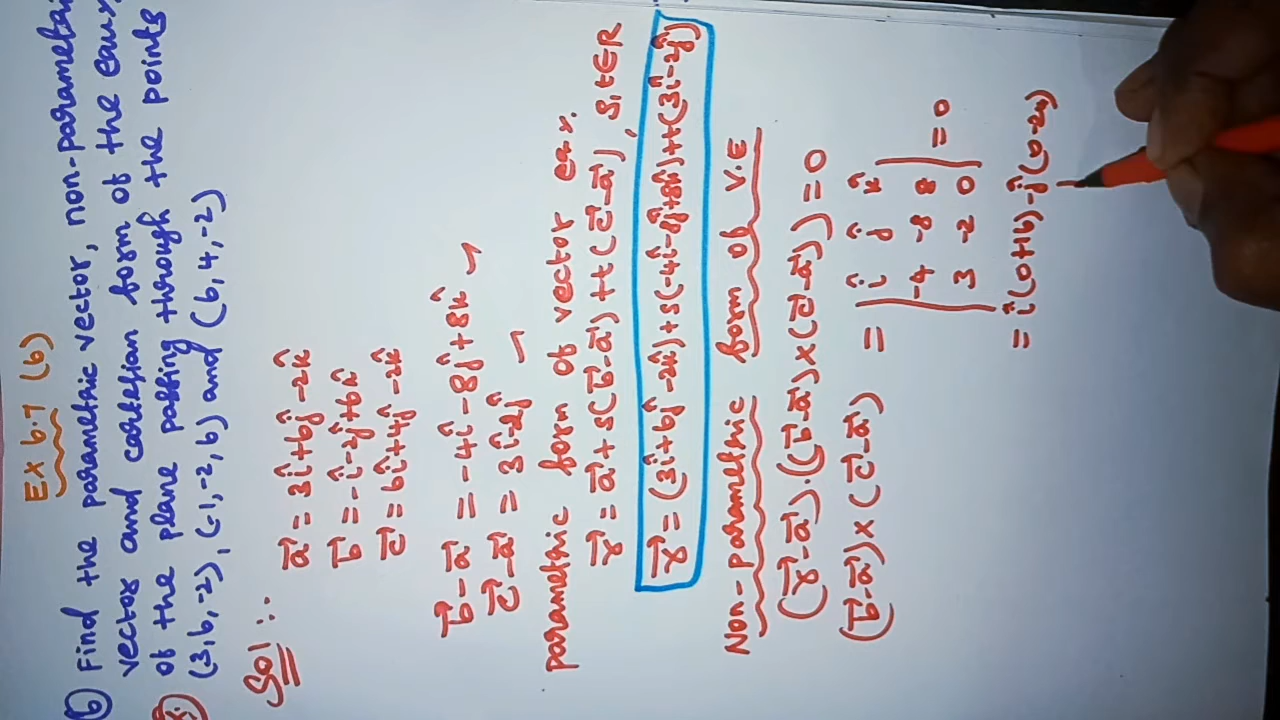 EX 6.7 (6)
⑥ Find the parametric vector, non-parametric
vector and cartesian form of the eqn
of the plane passing through the points
(3,6,-2), (-1,-2,6) and (6,4,-2)
Sol :-
a⃗ = 3î+6ĵ-2k̂
b⃗ = -î-2ĵ+6k̂
c⃗ = 6î+4ĵ-2k̂
b⃗-a⃗ = -4î-8ĵ+8k̂
c⃗-a⃗ = 3î-2ĵ
parametric form of vector eqn.
r⃗ = a⃗+s(b⃗-a⃗)+t(c⃗-a⃗), s,t∈R
r⃗ = (3î+6ĵ-2k̂)+s(-4î-8ĵ+8k̂)+t(3î-2ĵ)
Non-parametric form of V.E
(r⃗-a⃗).((b⃗-a⃗)×(c⃗-a⃗))=0
(b⃗-a⃗)×(c⃗-a⃗) = | î ĵ k̂ |
-4 -8 8
3 -2 0 | =0
= î(0+16)-ĵ(0-24)